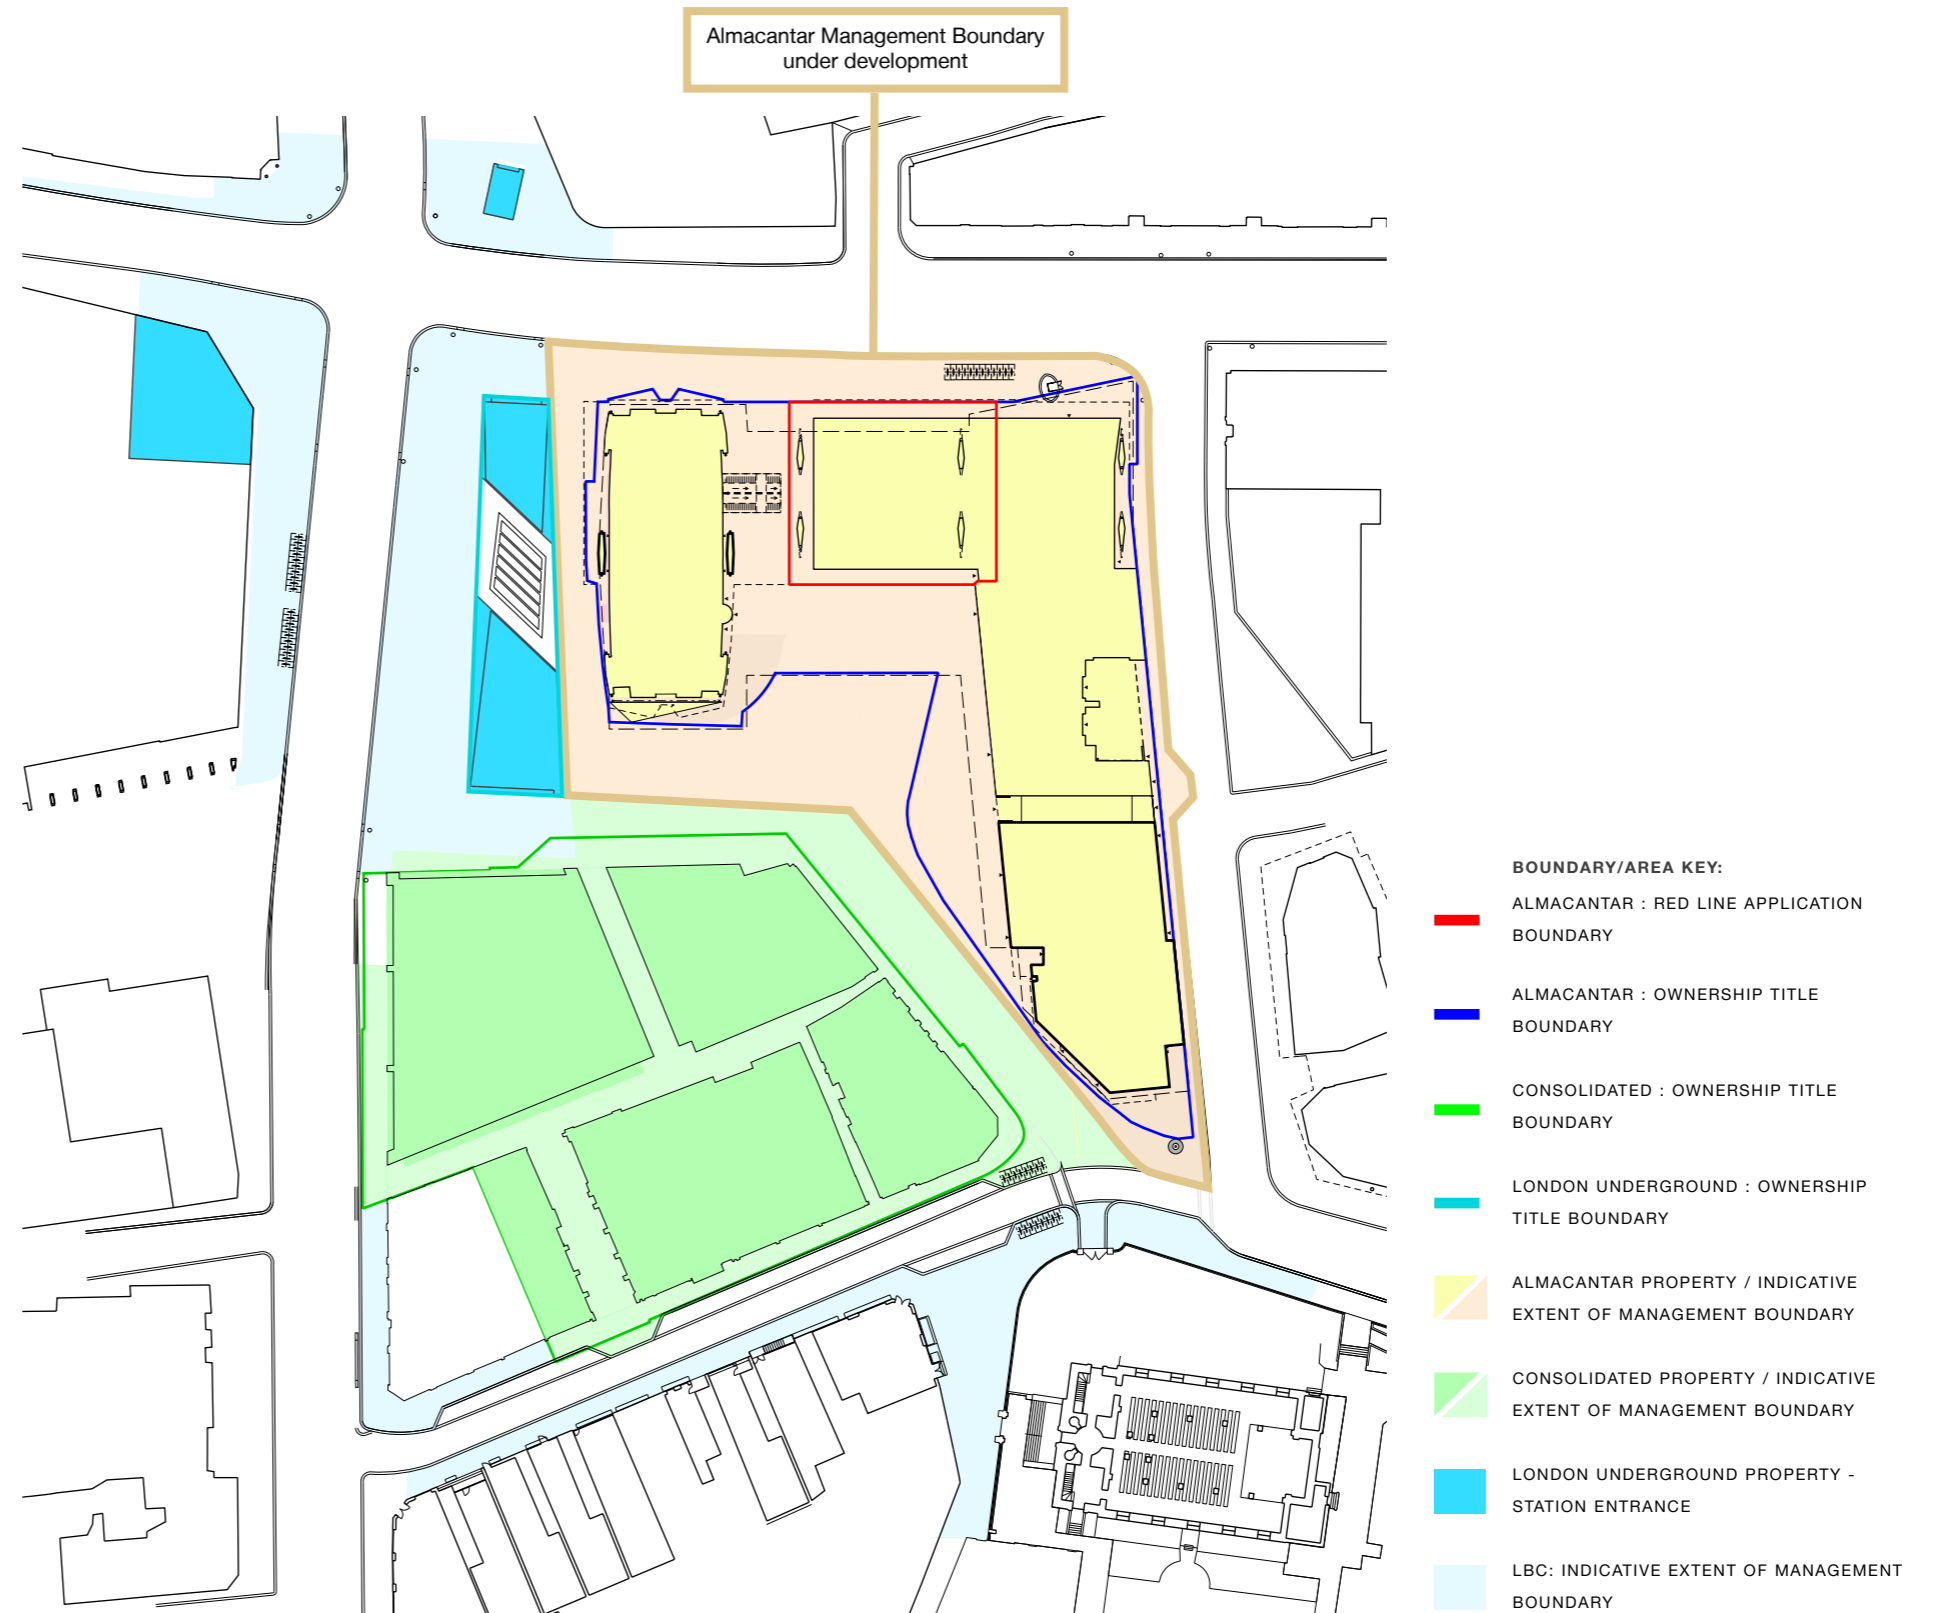 Almacantar Management Boundary
under development
BOUNDARY/AREA KEY:
ALMACANTAR : RED LINE APPLICATION
BOUNDARY
ALMACANTAR : OWNERSHIP TITLE
BOUNDARY
CONSOLIDATED : OWNERSHIP TITLE
BOUNDARY
LONDON UNDERGROUND : OWNERSHIP
TITLE BOUNDARY
ALMACANTAR PROPERTY / INDICATIVE
EXTENT OF MANAGEMENT BOUNDARY
CONSOLIDATED PROPERTY / INDICATIVE
EXTENT OF MANAGEMENT BOUNDARY
LONDON UNDERGROUND PROPERTY -
STATION ENTRANCE
LBC: INDICATIVE EXTENT OF MANAGEMENT
BOUNDARY